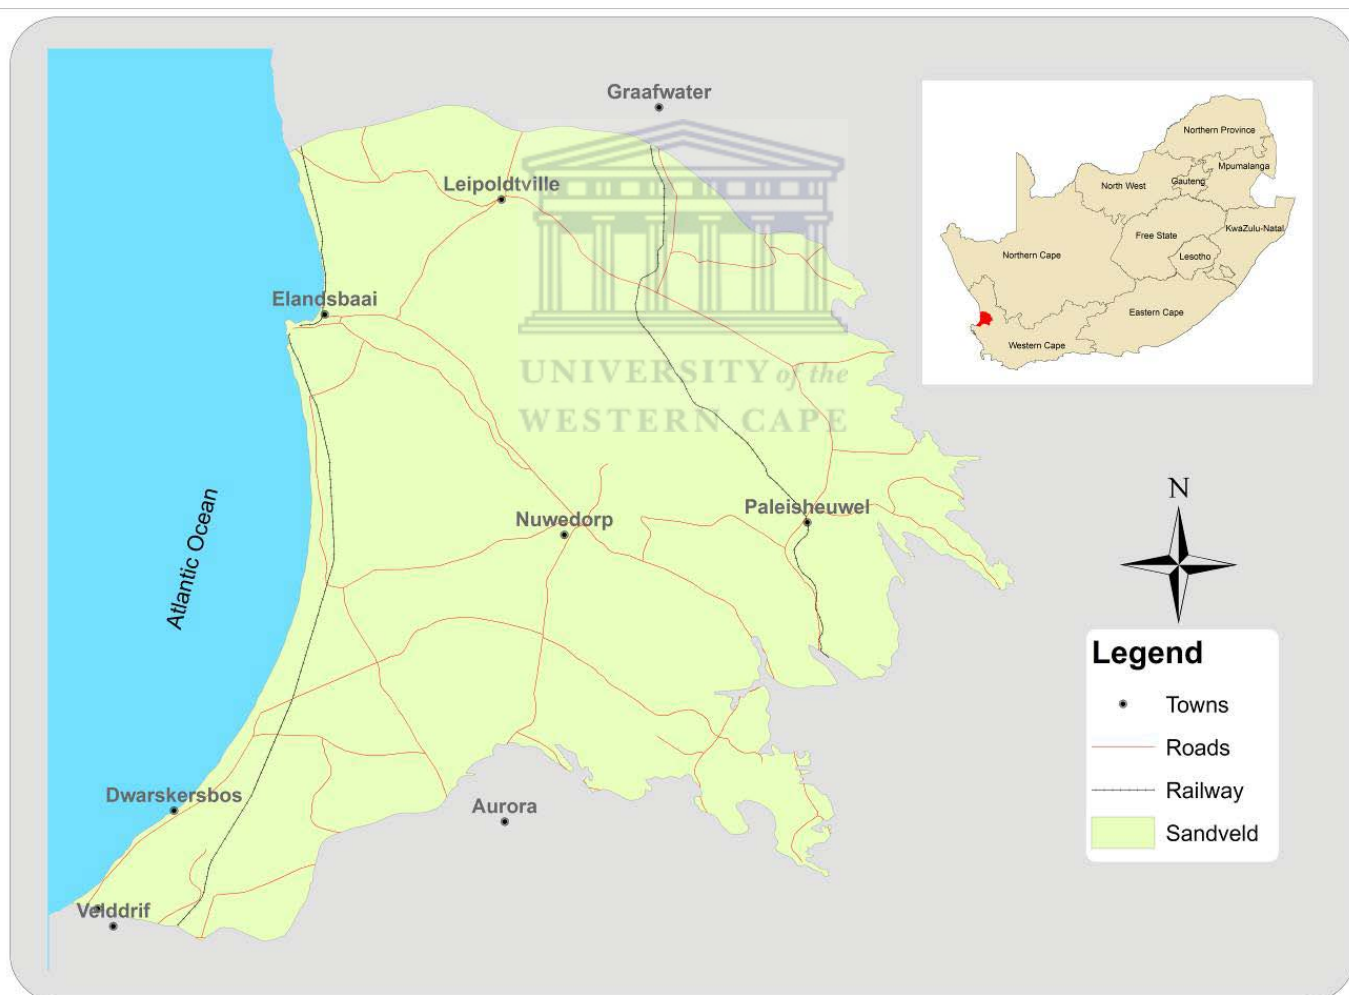 Graafwater
Leipoldtville
Elandsbaai
UNIVERSITY of the
WESTERN CAPE
Atlantic Ocean
Nuwedorp
Paleisheuwel
Dwarskersbos
Aurora
Velddrif
Northern Province
Mpumalanga
Gauteng
North West
Free State
KwaZulu-Natal
Lesotho
Northern Cape
Eastern Cape
Western Cape
N
Legend
Towns
Roads
Railway
Sandveld